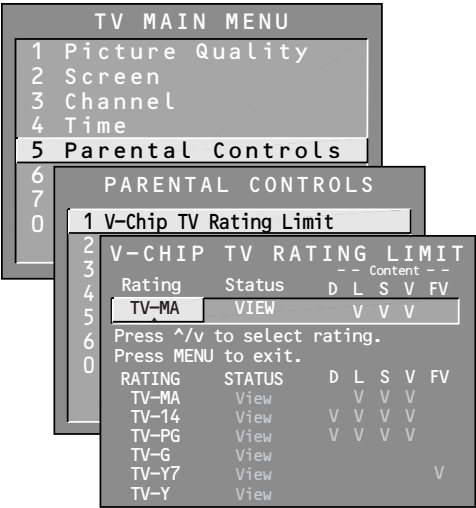 TV MAIN MENU
1 Picture Quality
2 Screen
3 Channel
4 Time
5 Parental Controls
6
7
0
PARENTAL CONTROLS
1 V-Chip TV Rating Limit
2
3
4
5
6
0
V-CHIP TV RATING LIMIT
-- Content --
Rating Status D L S V FV
TV-MA VIEW V V V
Press ^/v to select rating.
Press MENU to exit.
RATING STATUS D L S V FV
TV-MA View V V V
TV-14 View V V V V
TV-PG View V V V V
TV-G View
TV-Y7 View V
TV-Y View